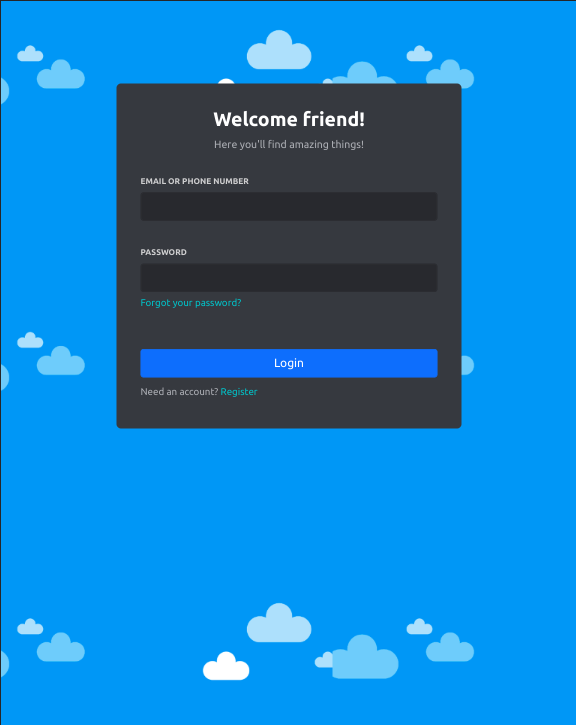 Welcome friend!
Here you'll find amazing things!
EMAIL OR PHONE NUMBER
PASSWORD
Forgot your password?
Login
Need an account? Register